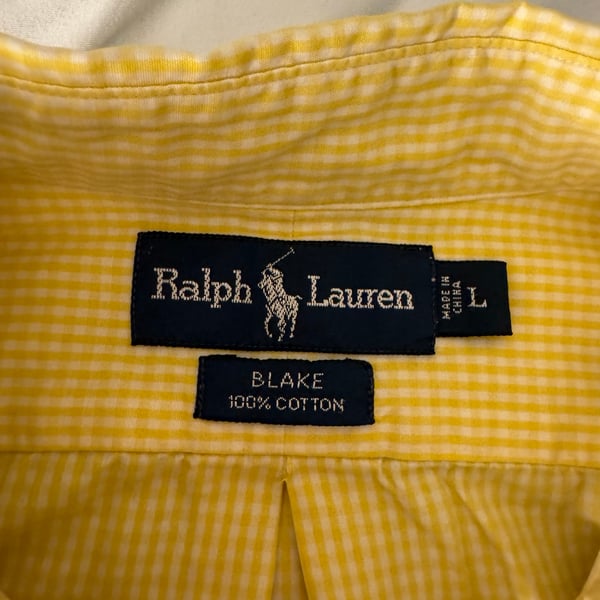 Ralph Lauren
MADE IN
CHINA
L
BLAKE
100% COTTON